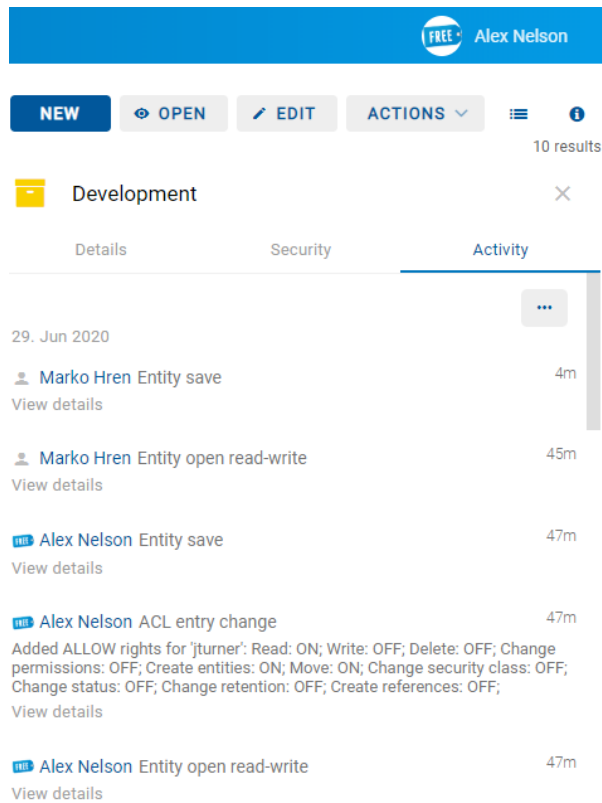 FREE Alex Nelson
NEW OPEN EDIT ACTIONS
10 results
Development
Details Security Activity
...
29. Jun 2020
Marko Hren Entity save 4m
View details
Marko Hren Entity open read-write 45m
View details
FREE Alex Nelson Entity save 47m
View details
FREE Alex Nelson ACL entry change 47m
Added ALLOW rights for 'jturner': Read: ON; Write: OFF; Delete: OFF; Change
permissions: OFF; Create entities: ON; Move: ON; Change security class: OFF;
Change status: OFF; Change retention: OFF; Create references: OFF;
View details
FREE Alex Nelson Entity open read-write 47m
View details